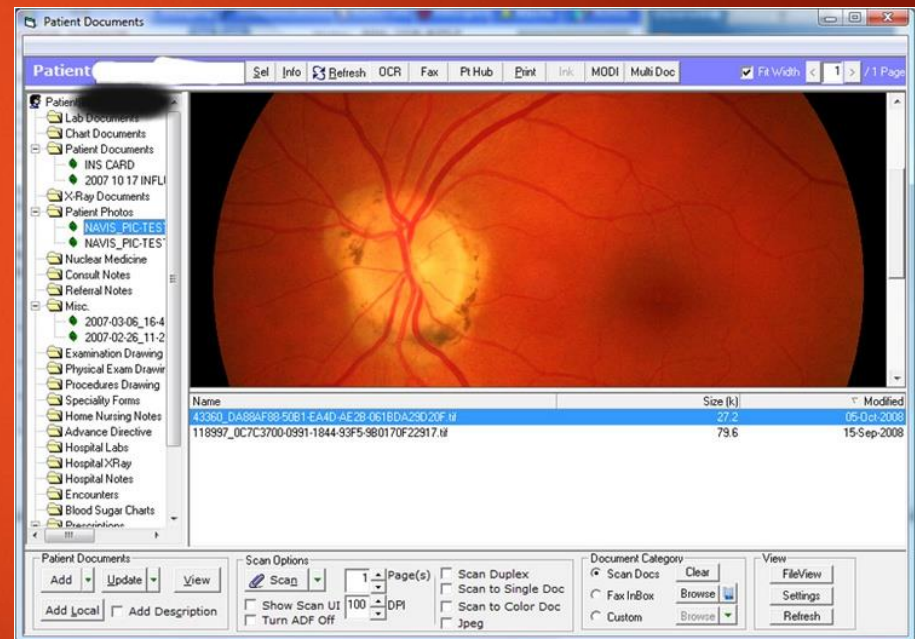 Patient Documents
Patient
Sel Info Refresh OCR Fax Pt Hub Print Ink MODI Multi Doc Fit Width < 1 > / 1 Page
Patient
Lab Documents
Chart Documents
Patient Documents
INS CARD
2007 10 17 INFLU
X-Ray Documents
Patient Photos
NAVIS_PIC-TES
NAVIS_PIC-TES
Nuclear Medicine
Consult Notes
Referral Notes
Misc.
2007-03-06_16-4
2007-02-26_11-2
Examination Drawing
Physical Exam Drawin
Procedures Drawing
Speciality Forms
Home Nursing Notes
Advance Directive
Hospital Labs
Hospital XRay
Hospital Notes
Encounters
Blood Sugar Charts
Prescriptions
Name Size (k) Modified
43360_DA88AF88-50B1-EA4D-AE2B-061BDA29D20F.tif 27.2 05-Oct-2008
118997_0C7C3700-0991-1844-93F5-9B0170F22917.tif 79.6 15-Sep-2008
Patient Documents
Add Update View
Add Local Add Description
Scan Options
Scan 1 Page(s) Scan Duplex
Scan to Single Doc
Show Scan UI 100 DPI Scan to Color Doc
Turn ADF Off Jpeg
Document Category
Scan Docs Clear
Fax InBox Browse
Custom Browse
View
FileView
Settings
Refresh